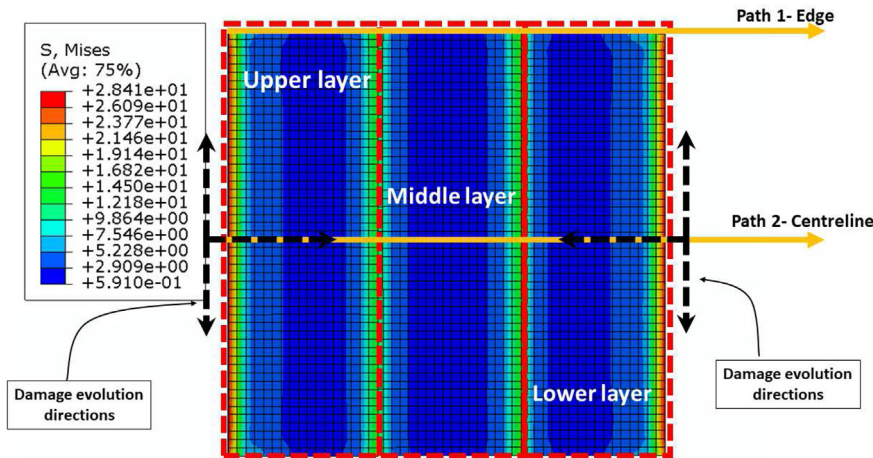 Path 1- Edge
S, Mises
(Avg: 75%)
+2.841e+01
+2.609e+01
+2.377e+01
+2.146e+01
+1.914e+01
+1.682e+01
+1.450e+01
+1.218e+01
+9.864e+00
+7.546e+00
+5.228e+00
+2.909e+00
+5.910e-01
Upper layer
Middle layer
Path 2- Centreline
Lower layer
Damage evolution
directions
Damage evolution
directions